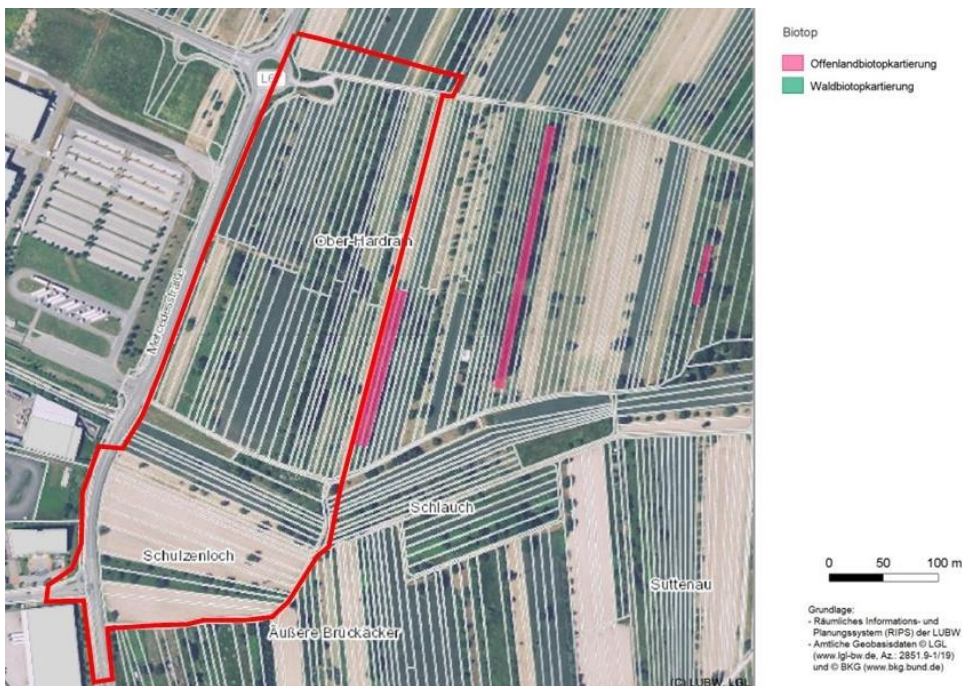 Biotop
Offenlandbiotopkartierung
Waldbiotopkartierung
Ober-Hardrain
Mercedesstraße
Schlauch
Schulzenloch
Suttenau
Äußere Brückäcker
0 50 100 m
Grundlage:
- Räumliches Informations- und
Planungssystem (RIPS) der LUBW
- Amtliche Geobasisdaten © LGL
(www.lgl-bw.de, Az.: 2851.9-1/19)
und © BKG (www.bkg.bund.de)
(C) LUBW, LGL